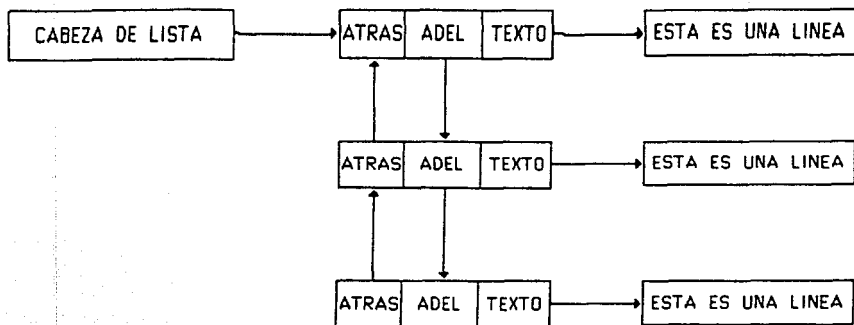 CABEZA DE LISTA ATRAS ADEL TEXTO ESTA ES UNA LINEA
ATRAS ADEL TEXTO ESTA ES UNA LINEA
ATRAS ADEL TEXTO ESTA ES UNA LINEA